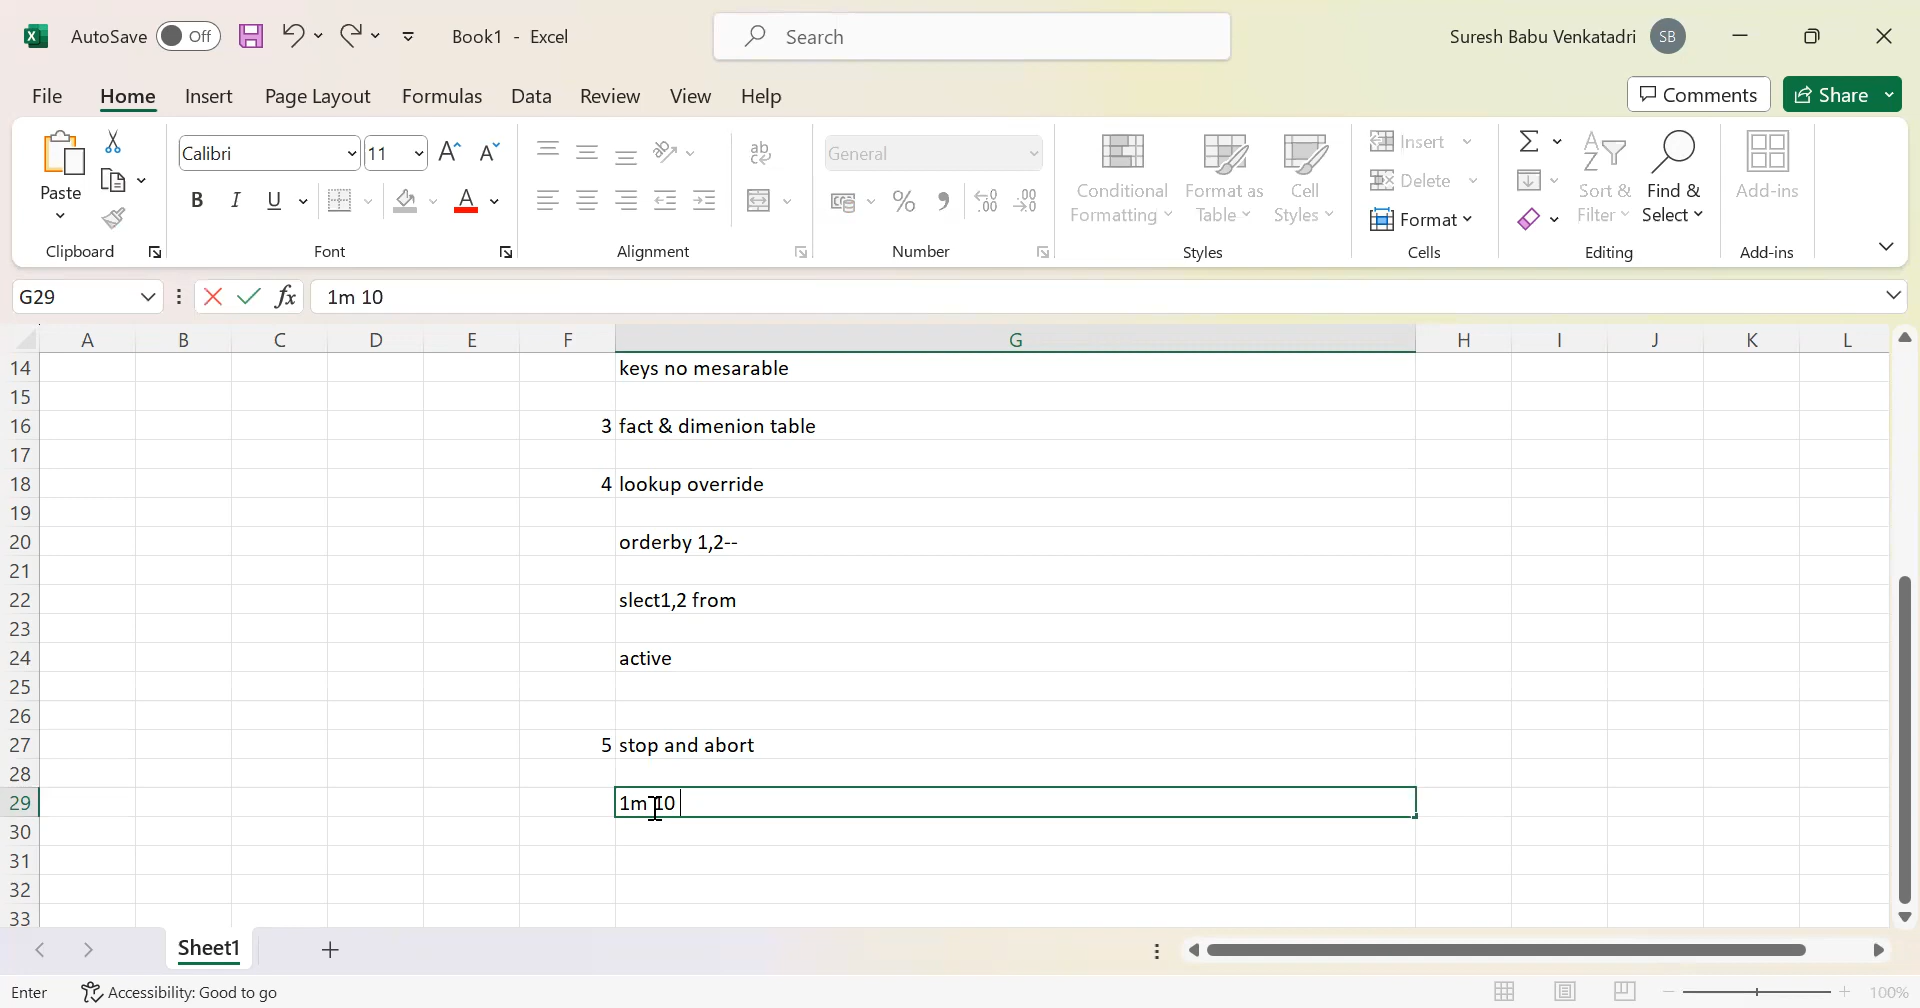 AutoSave Off Book1 - Excel Search Suresh Babu Venkatadri SB
File Home Insert Page Layout Formulas Data Review View Help Comments Share
Paste
Clipboard
Calibri 11
B I U A
Font
ab
Alignment
General
% 
Number
Conditional Formatting
Format as Table
Cell Styles
Styles
Insert
Delete
Format
Cells
Sort & Filter
Find & Select
Editing
Add-ins
Add-ins
G29 fx 1m 10
A B C D E F G H I J K L
14 keys no mesarable
15
16 3 fact & dimenion table
17
18 4 lookup override
19
20 orderby 1,2--
21
22 slect1,2 from
23
24 active
25
26
27 5 stop and abort
28
29 1m 10
30
31
32
33
Sheet1
Enter Accessibility: Good to go 100%